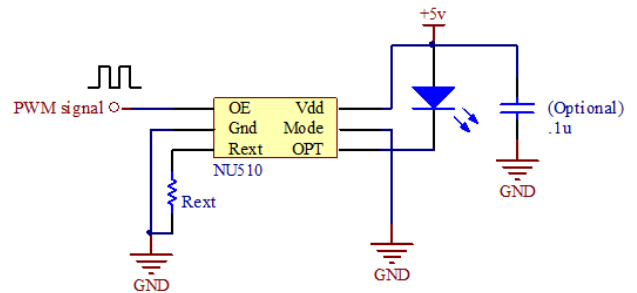 +5v
PWM signal
OE Vdd
Gnd Mode
Rext OPT
NU510
(Optional)
.1u
Rext
GND
GND
GND